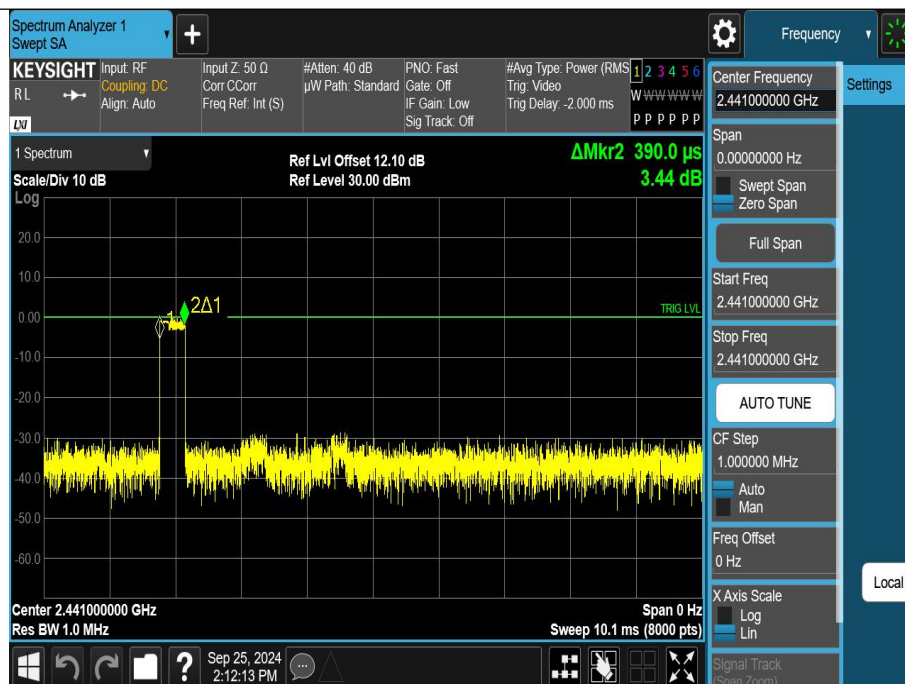 Spectrum Analyzer 1
Swept SA
+
Frequency
KEYSIGHT
RL
LXI
Input: RF
Coupling: DC
Align: Auto
Input Z: 50 Ω
Corr CCorr
Freq Ref: Int (S)
#Atten: 40 dB
µW Path: Standard
PNO: Fast
Gate: Off
IF Gain: Low
Sig Track: Off
#Avg Type: Power (RMS
Trig: Video
Trig Delay: -2.000 ms
1 2 3 4 5 6
W W W W W W
P P P P P P
1 Spectrum
Scale/Div 10 dB
Log
Ref Lvl Offset 12.10 dB
Ref Level 30.00 dBm
ΔMkr2 390.0 µs
3.44 dB
20.0
10.0
0.00
-10.0
-20.0
-30.0
-40.0
-50.0
-60.0
1
2Δ1
TRIG LVL
Center 2.441000000 GHz
Res BW 1.0 MHz
Span 0 Hz
Sweep 10.1 ms (8000 pts)
?
Sep 25, 2024
2:12:13 PM
Center Frequency
2.441000000 GHz
Span
0.00000000 Hz
Swept Span
Zero Span
Full Span
Start Freq
2.441000000 GHz
Stop Freq
2.441000000 GHz
AUTO TUNE
CF Step
1.000000 MHz
Auto
Man
Freq Offset
0 Hz
X Axis Scale
Log
Lin
Signal Track
(Span Zoom)
Settings
Local